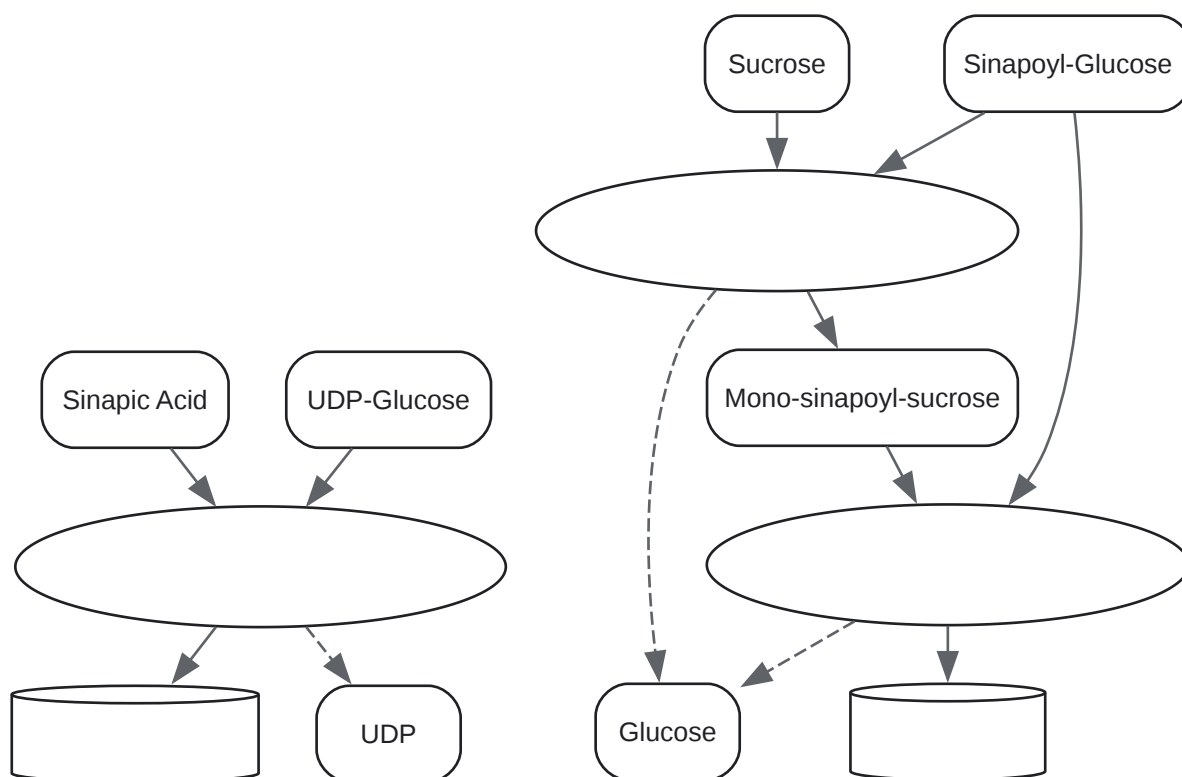 Sucrose
Sinapoyl-Glucose
Sinapic Acid
UDP-Glucose
Mono-sinapoyl-sucrose
UDP
Glucose